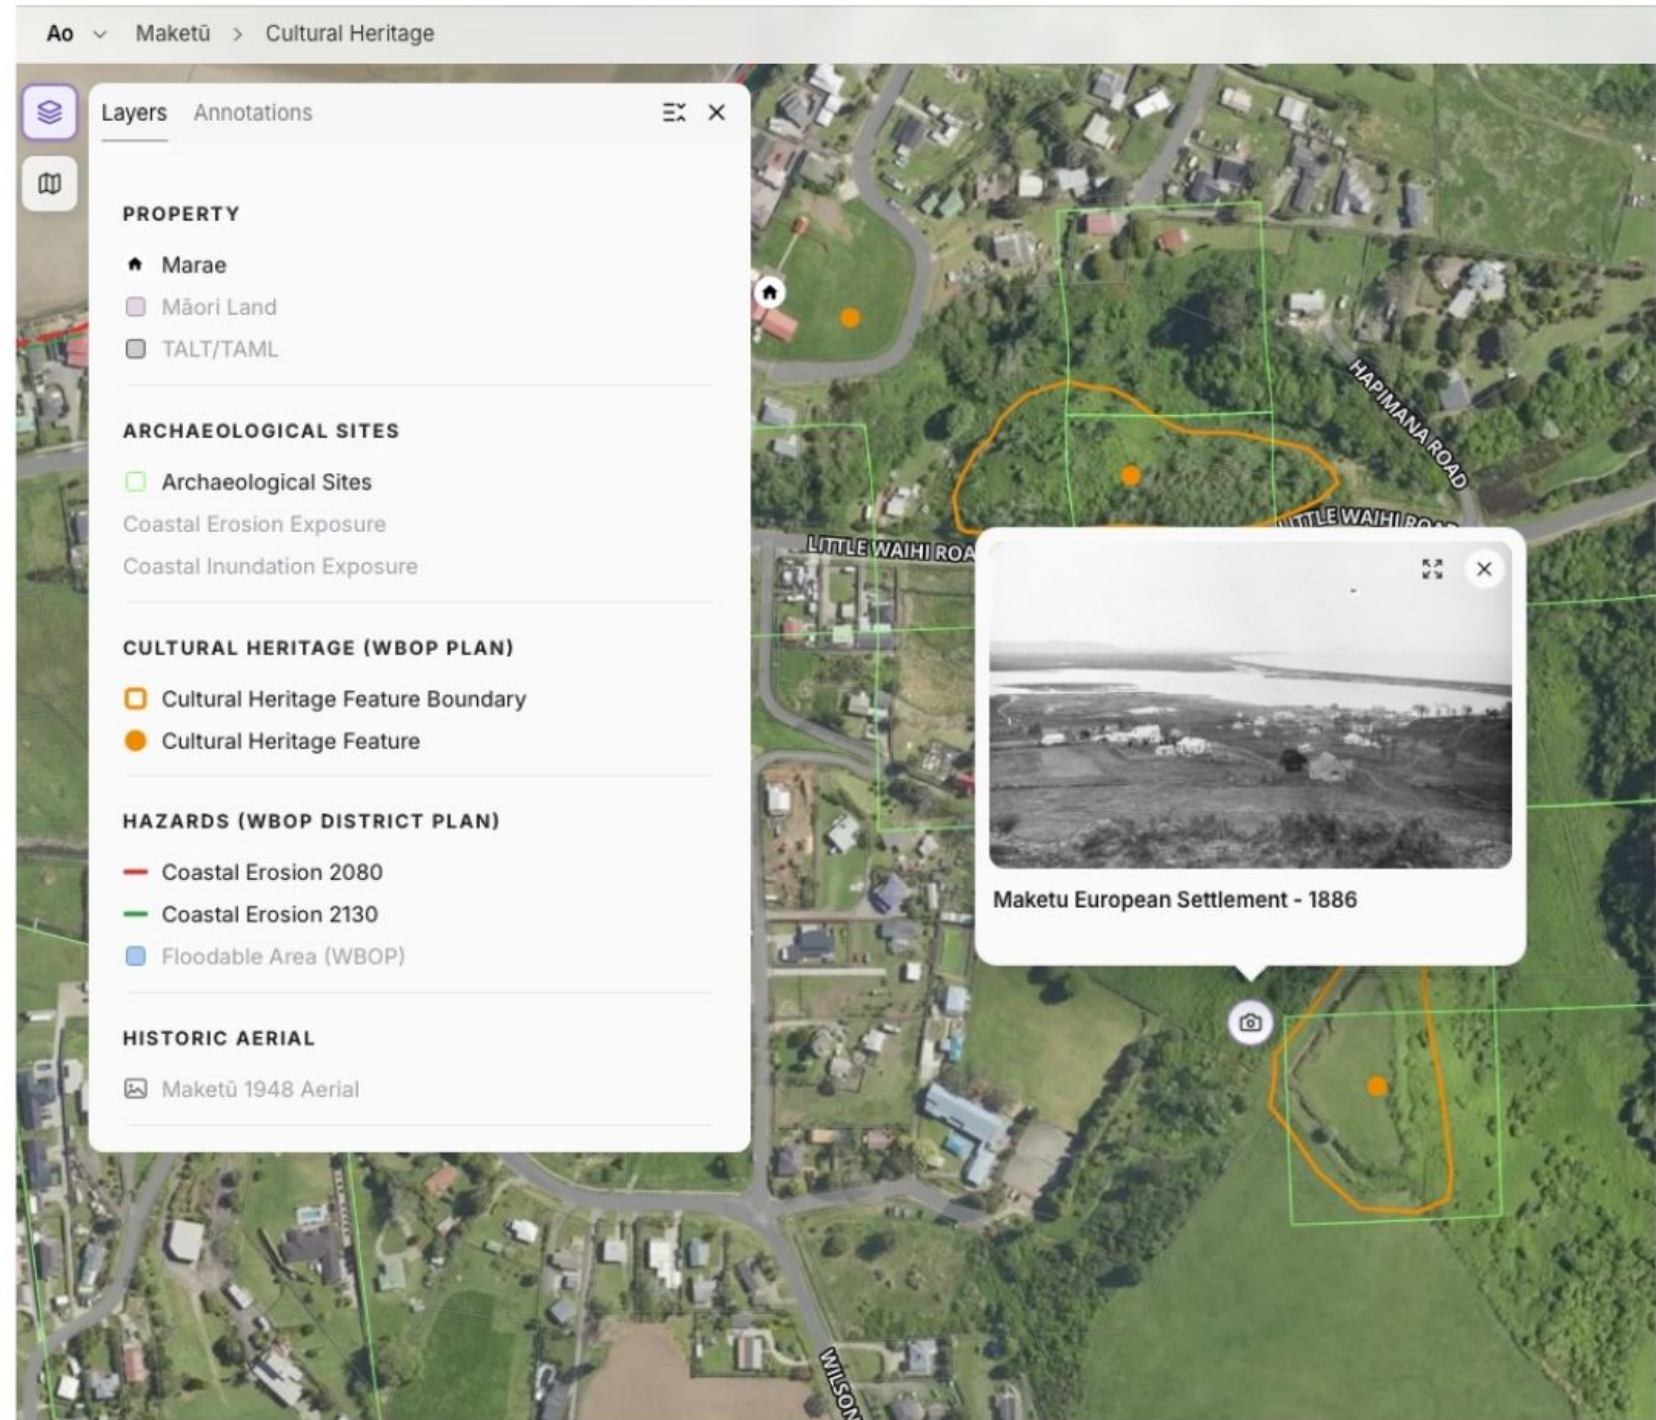 Ao Maketū > Cultural Heritage
Layers Annotations
PROPERTY
Marae
Māori Land
TALT/TAML
ARCHAEOLOGICAL SITES
Archaeological Sites
Coastal Erosion Exposure
Coastal Inundation Exposure
CULTURAL HERITAGE (WBOP PLAN)
Cultural Heritage Feature Boundary
Cultural Heritage Feature
HAZARDS (WBOP DISTRICT PLAN)
Coastal Erosion 2080
Coastal Erosion 2130
Floodable Area (WBOP)
HISTORIC AERIAL
Maketū 1948 Aerial
HAPIMANA ROAD
LITTLE WAIHI ROAD
LITTLE WAIHI ROA
Maketu European Settlement - 1886
WILSON